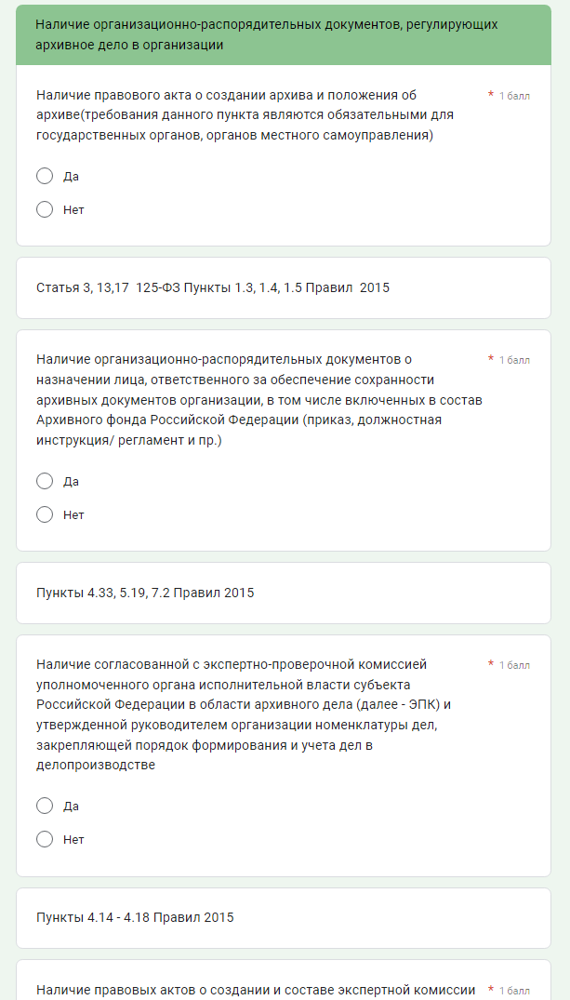 Наличие организационно-распорядительных документов, регулирующих
архивное дело в организации
Наличие правового акта о создании архива и положения об
архиве(требования данного пункта являются обязательными для
государственных органов, органов местного самоуправления)
* 1 балл
Да
Нет
Статья 3, 13,17  125-ФЗ Пункты 1.3, 1.4, 1.5 Правил  2015
Наличие организационно-распорядительных документов о
назначении лица, ответственного за обеспечение сохранности
архивных документов организации, в том числе включенных в состав
Архивного фонда Российской Федерации (приказ, должностная
инструкция/ регламент и пр.)
* 1 балл
Да
Нет
Пункты 4.33, 5.19, 7.2 Правил 2015
Наличие согласованной с экспертно-проверочной комиссией
уполномоченного органа исполнительной власти субъекта
Российской Федерации в области архивного дела (далее - ЭПК) и
утвержденной руководителем организации номенклатуры дел,
закрепляющей порядок формирования и учета дел в
делопроизводстве
* 1 балл
Да
Нет
Пункты 4.14 - 4.18 Правил 2015
Наличие правовых актов о создании и составе экспертной комиссии
* 1 балл